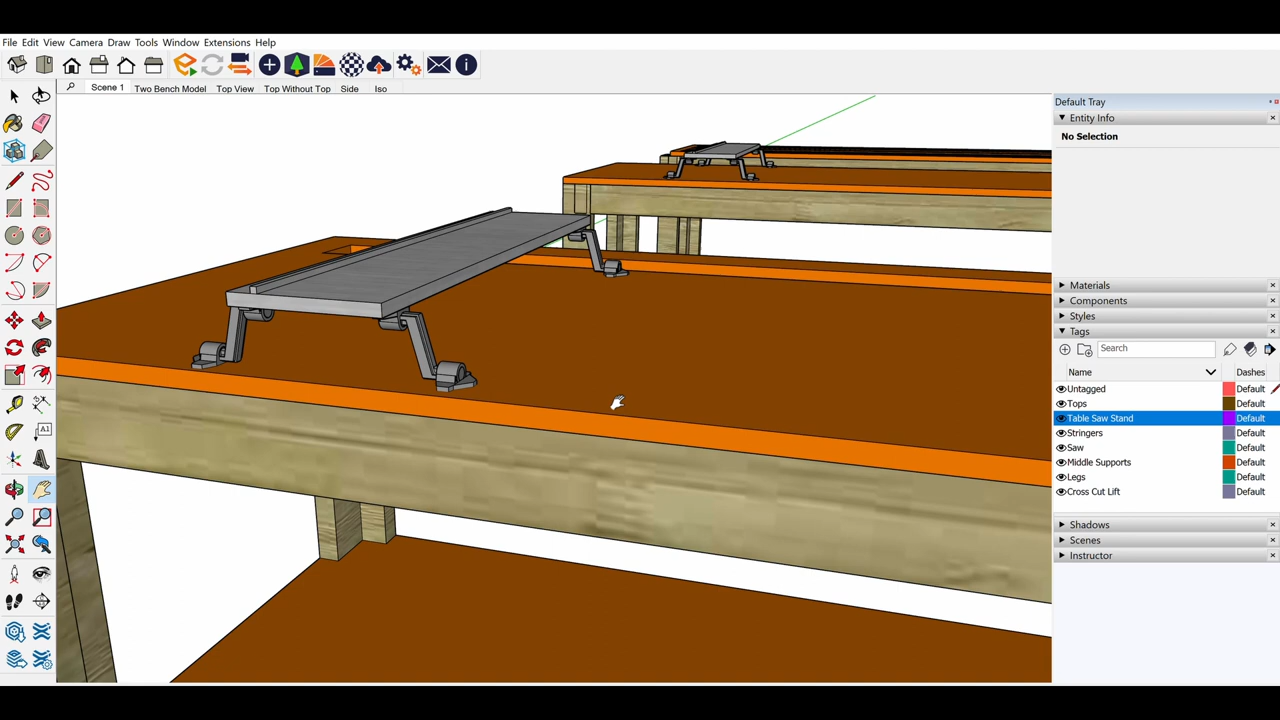 File Edit View Camera Draw Tools Window Extensions Help
Scene 1 Two Bench Model Top View Top Without Top Side Iso
Default Tray
Entity Info
No Selection
Materials
Components
Styles
Tags
Search
Name Dashes
Untagged Default
Tops Default
Table Saw Stand Default
Stringers Default
Saw Default
Middle Supports Default
Legs Default
Cross Cut Lift Default
Shadows
Scenes
Instructor
A1